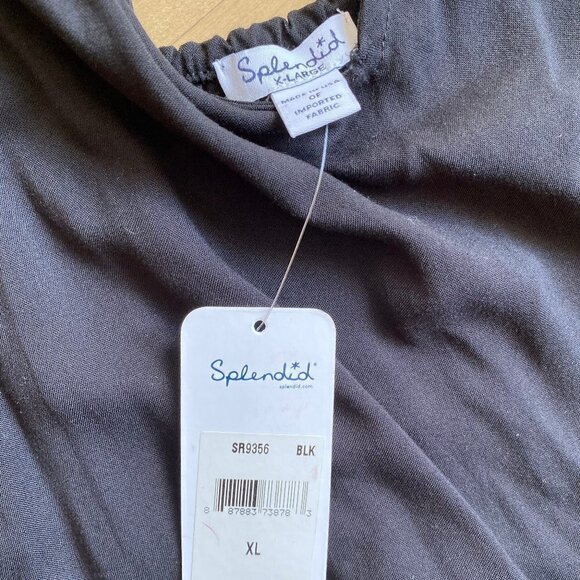 Splendid
X-LARGE
MADE IN USA
OF
IMPORTED
FABRIC
Splendid®
splendid.com
SR9356 BLK
8 87883 73878 3
XL